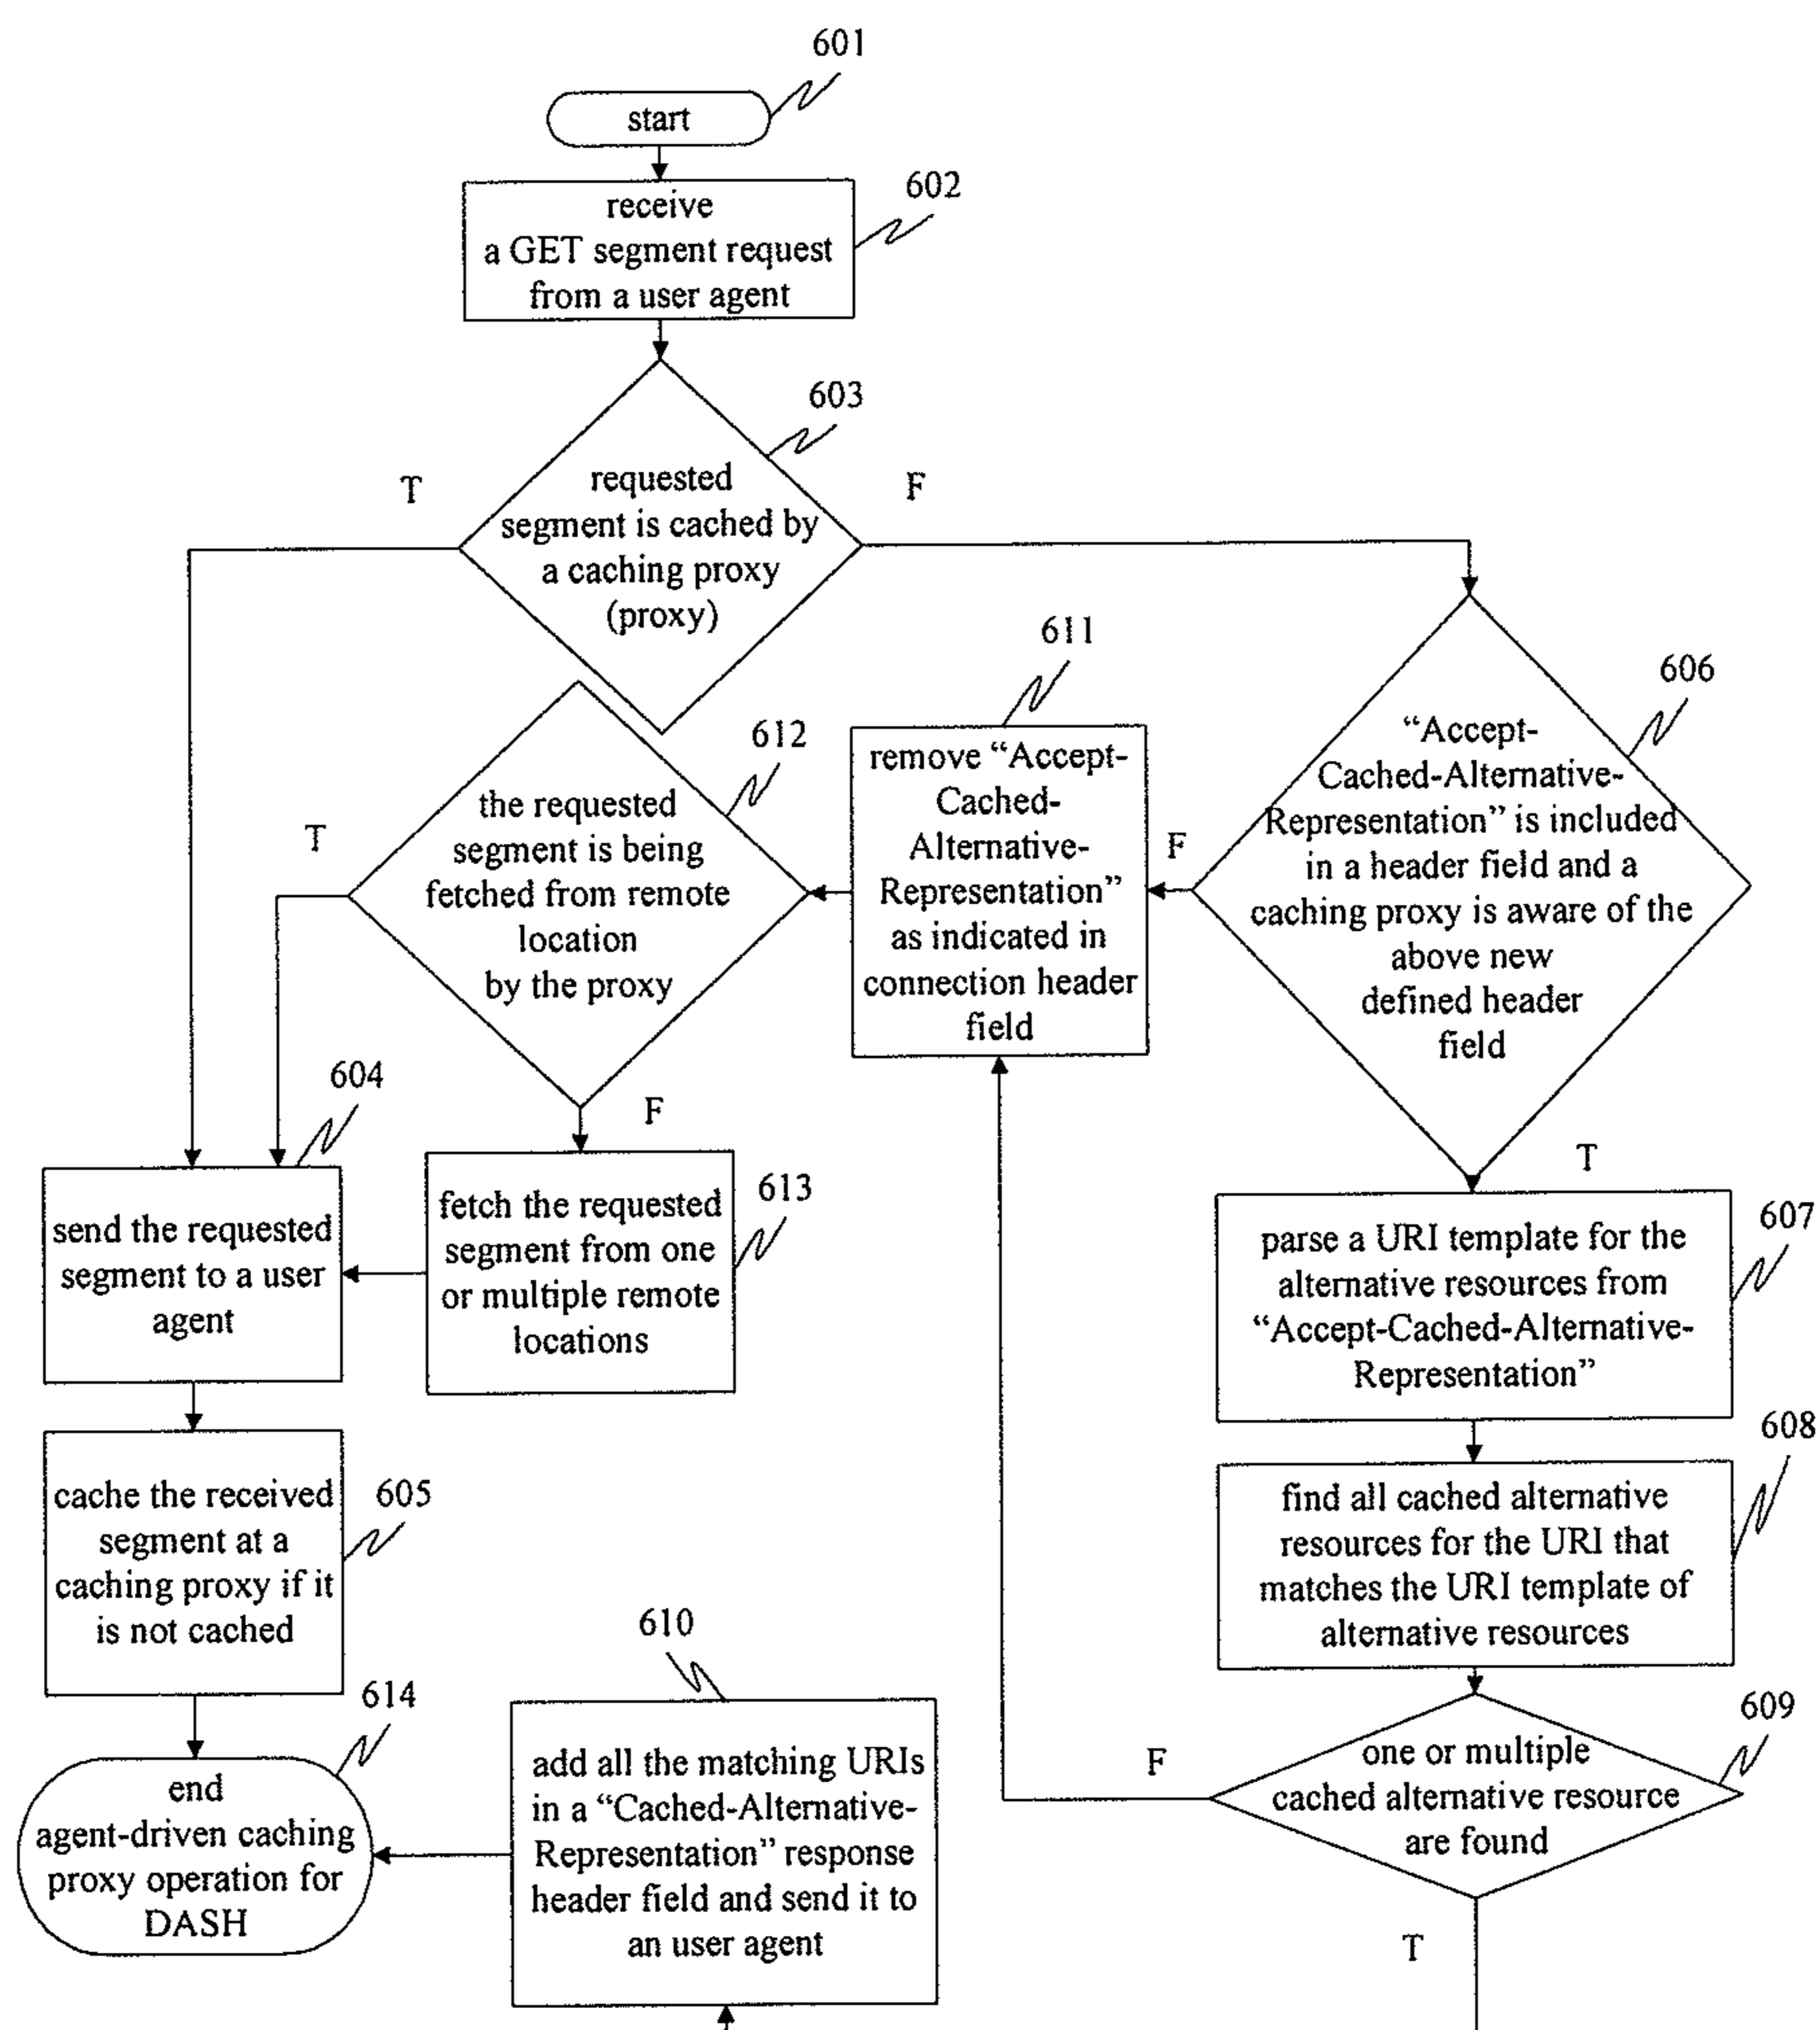 601
start
602
receive
a GET segment request
from a user agent
603
T
F
requested
segment is cached by
a caching proxy
(proxy)
611
606
612
remove “Accept-
Cached-
Alternative-
Representation”
as indicated in
connection header
field
“Accept-
Cached-Alternative-
Representation” is included
in a header field and a
caching proxy is aware of the
above new
defined header
field
the requested
segment is being
fetched from remote
location
by the proxy
T
F
604
F
T
613
send the requested
segment to a user
agent
fetch the requested
segment from one
or multiple remote
locations
607
parse a URI template for the
alternative resources from
“Accept-Cached-Alternative-
Representation”
608
cache the received
segment at a
caching proxy if it
is not cached
605
find all cached alternative
resources for the URI that
matches the URI template of
alternative resources
610
614
609
end
agent-driven caching
proxy operation for
DASH
add all the matching URIs
in a “Cached-Alternative-
Representation” response
header field and send it to
an user agent
F
one or multiple
cached alternative resource
are found
T